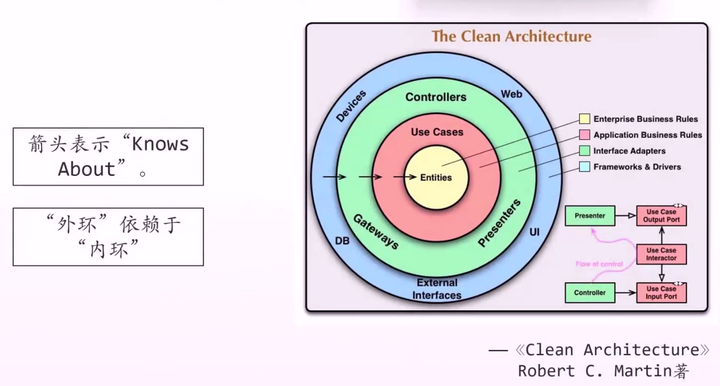 箭头表示“Knows
About”。
“外环”依赖于
“内环”
The Clean Architecture
Devices
Web
Controllers
Use Cases
Entities
Gateways
Presenters
DB
UI
External
Interfaces
Enterprise Business Rules
Application Business Rules
Interface Adapters
Frameworks & Drivers
Presenter
Use Case
Output Port
Flow of control
Use Case
Interactor
Controller
Use Case
Input Port
<I>
<I>
—《Clean Architecture》
Robert C. Martin著